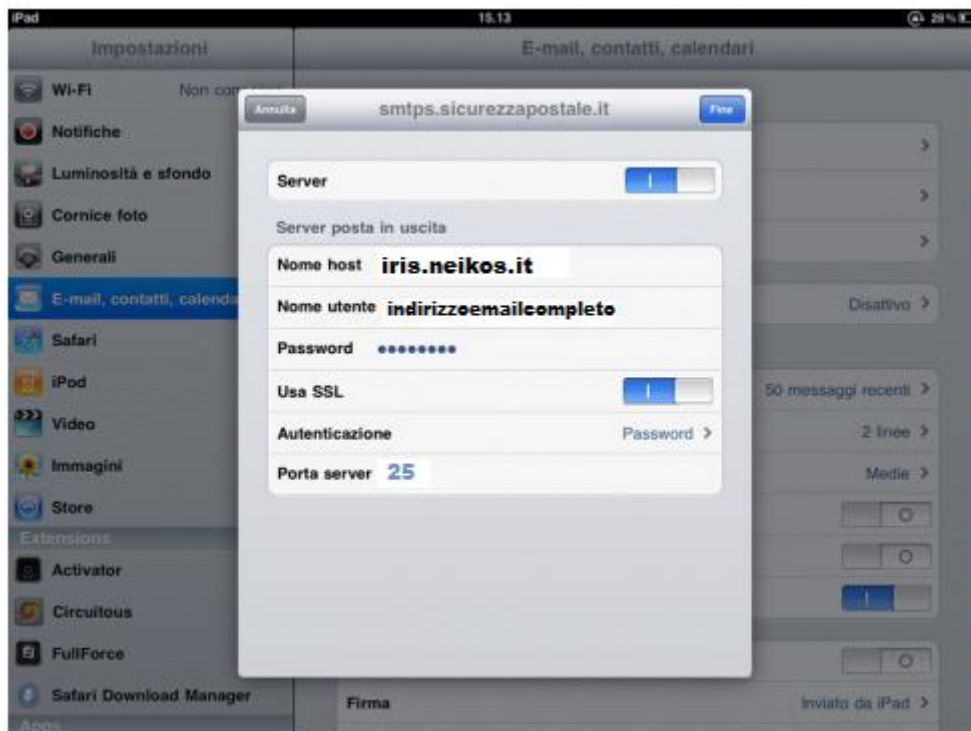 iPad 15.13 28%
Impostazioni E-mail, contatti, calendari
Wi-Fi Non con
Annulla smtps.sicurezzapostale.it Fine
Notifiche
Luminosità e sfondo
Server
Cornice foto
Server posta in uscita
Generali
Nome host iris.neikos.it
E-mail, contatti, calenda
Nome utente indirizzoemailcompleto
Disattivo
Safari
Password ●●●●●●●●
iPod
Usa SSL
50 messaggi recenti
Video
Autenticazione Password
2 linee
Immagini
Porta server 25
Medie
Store
Extensions
Activator
Circuitous
FullForce
Safari Download Manager
Firma Inviato da iPad
Apps